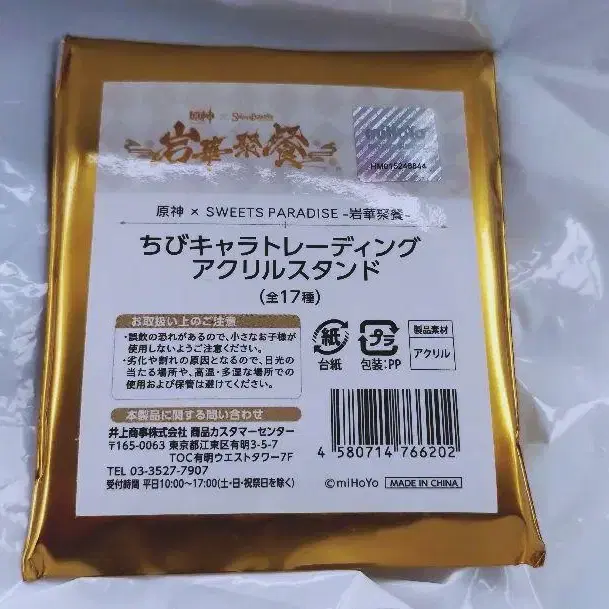 原神 × SWEETS PARADISE
岩華聚餐
miHoYo
HM015248844
原神 × SWEETS PARADISE -岩華聚餐-
ちびキャラトレーディング
アクリルスタンド
(全17種)
お取扱い上のご注意
・誤飲の恐れがあるので、小さなお子様が
使用しないようご注意ください。
・劣化や割れの原因となるので、日光の
当たる場所や、高温・多湿な場所での
使用および保管は避けてください。
紙
台紙
プラ
包装:PP
製品素材
アクリル
本製品に関する問い合わせ
井上商事株式会社 商品カスタマーセンター
〒165-0063 東京都江東区有明3-5-7
TOC有明ウエストタワー7F
TEL 03-3527-7907
受付時間 平日10:00～17:00(土・日・祝祭日を除く)
4 580714 766202
©miHoYo
MADE IN CHINA